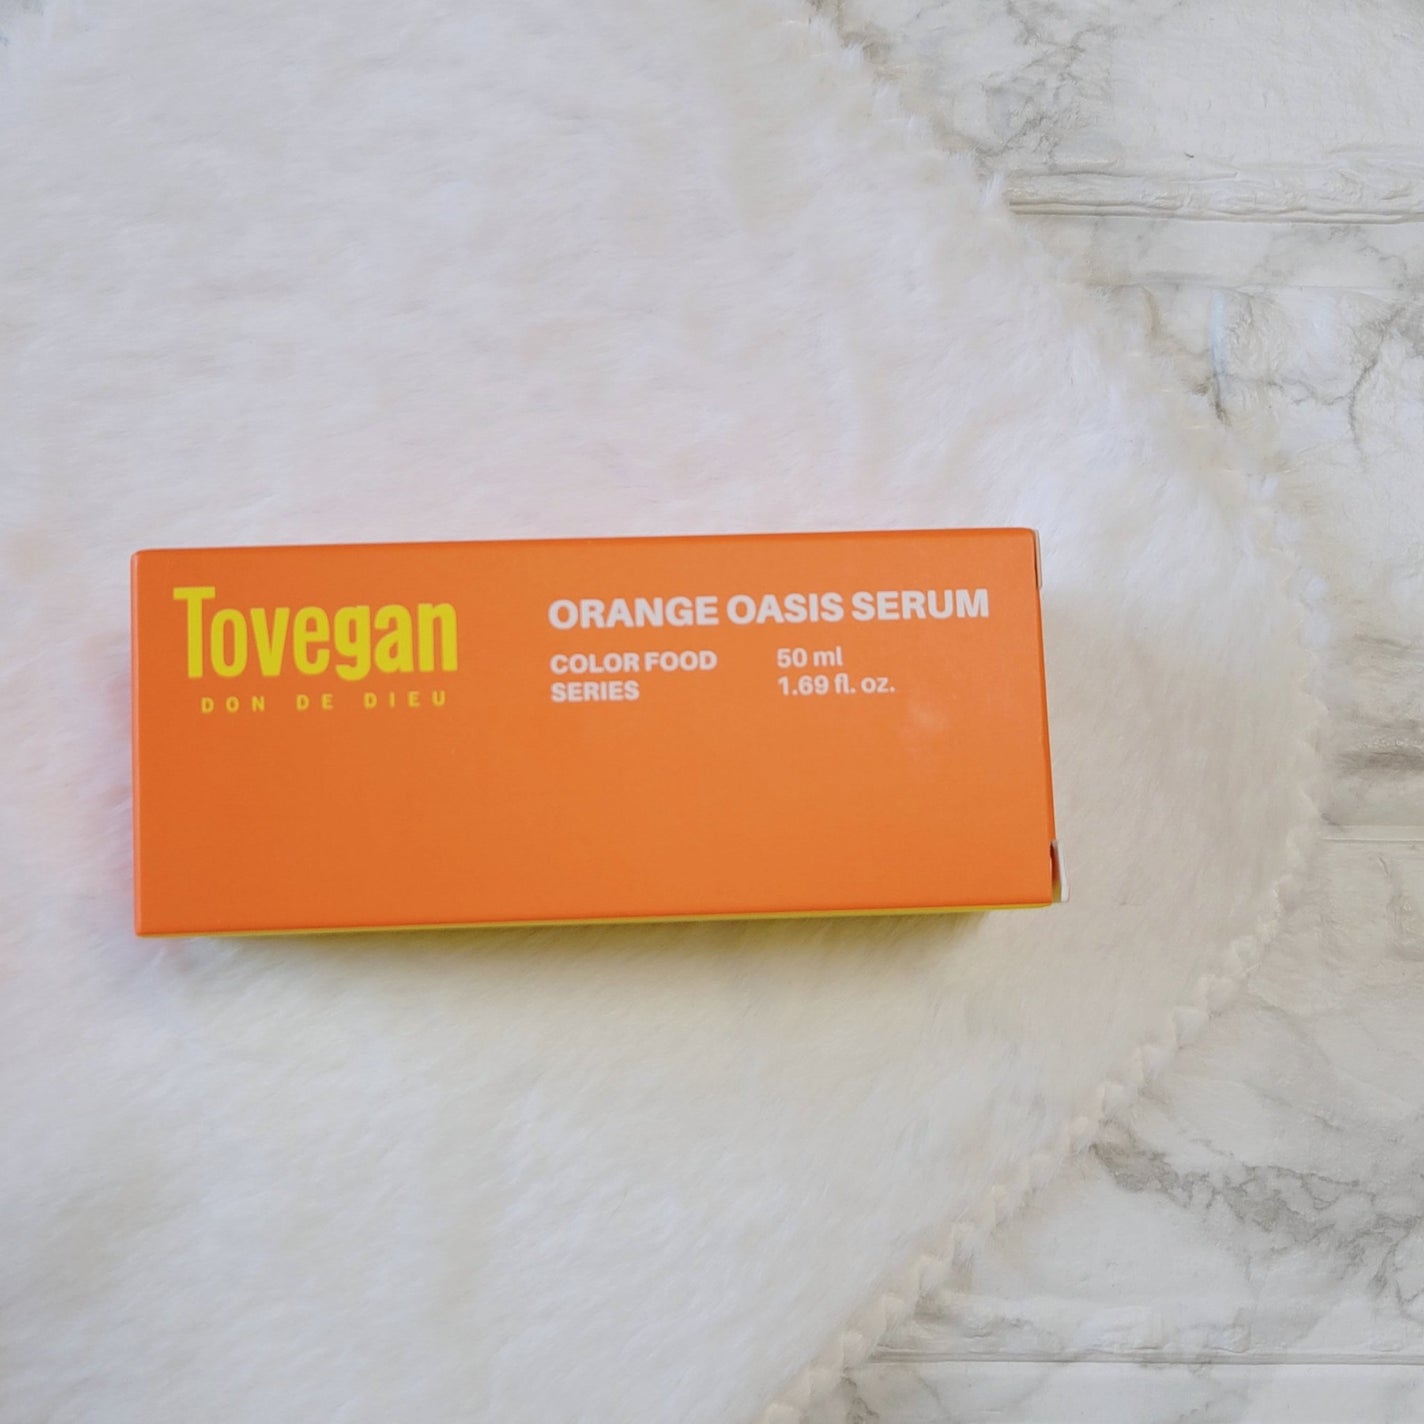 Tovegan
DON DE DIEU
ORANGE OASIS SERUM
COLOR FOOD
SERIES
50 ml
1.69 fl. oz.